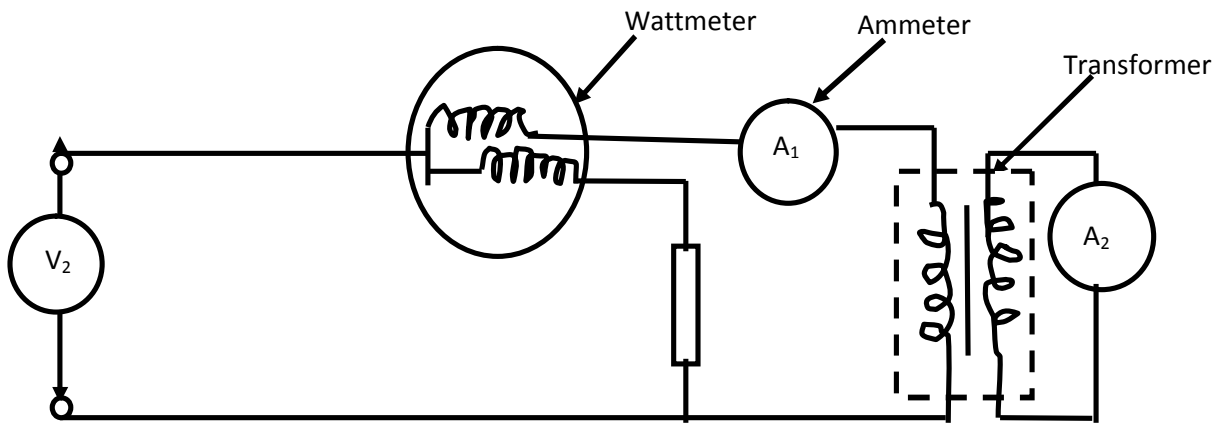 Wattmeter
Ammeter
Transformer
A₁
V₂
A₂